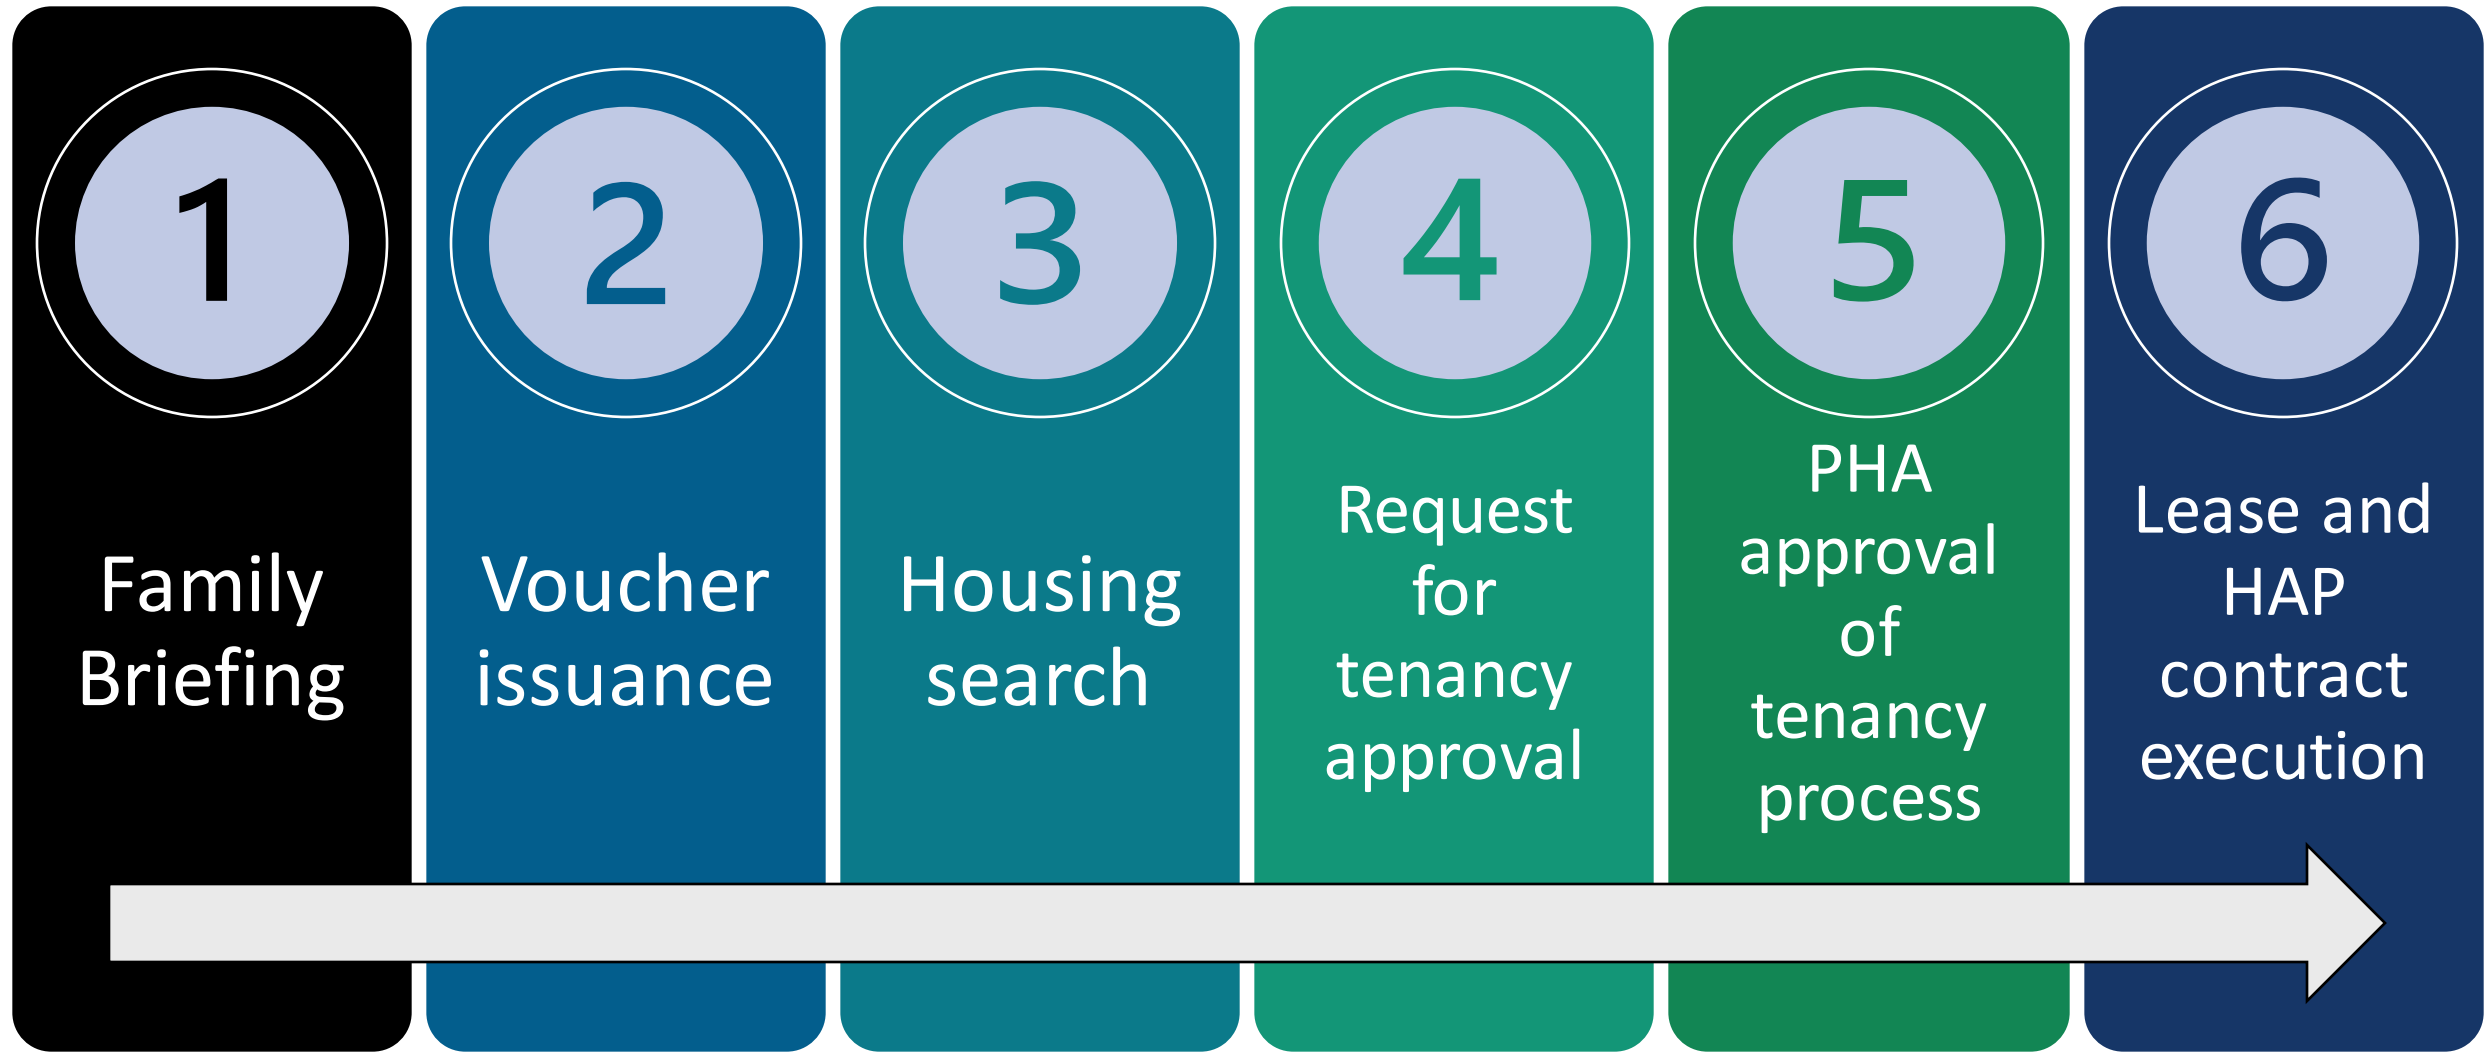 1
Family
Briefing
2
Voucher
issuance
3
Housing
search
4
Request
for
tenancy
approval
5
PHA
approval
of
tenancy
process
6
Lease and
HAP
contract
execution